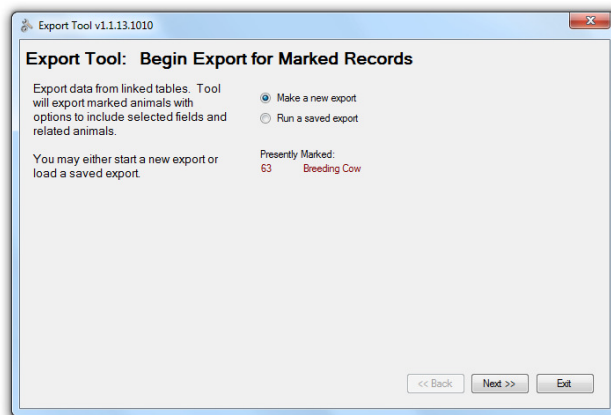 Export Tool v1.1.13.1010
x
Export Tool:  Begin Export for Marked Records
Export data from linked tables.  Tool
will export marked animals with
options to include selected fields and
related animals.
You may either start a new export or
load a saved export.
Make a new export
Run a saved export
Presently Marked:
63 Breeding Cow
<< Back
Next >>
Exit